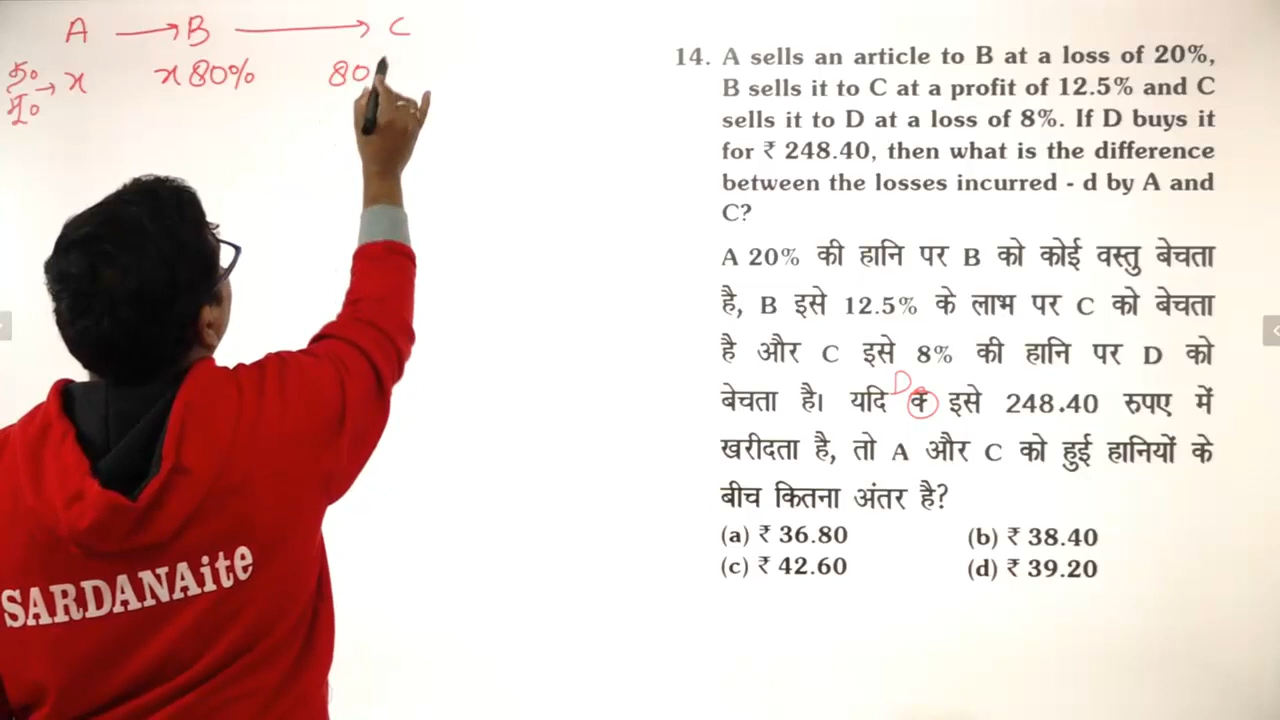 A → B → C
क्र० → x x 80% 80
मू०
14. A sells an article to B at a loss of 20%,
B sells it to C at a profit of 12.5% and C
sells it to D at a loss of 8%. If D buys it
for ₹ 248.40, then what is the difference
between the losses incurred - d by A and
C?
A 20% की हानि पर B को कोई वस्तु बेचता
है, B इसे 12.5% के लाभ पर C को बेचता
है और C इसे 8% की हानि पर D को
D
बेचता है। यदि क इसे 248.40 रुपए में
खरीदता है, तो A और C को हुई हानियों के
बीच कितना अंतर है?
(a) ₹ 36.80 (b) ₹ 38.40
(c) ₹ 42.60 (d) ₹ 39.20
SARDANAite